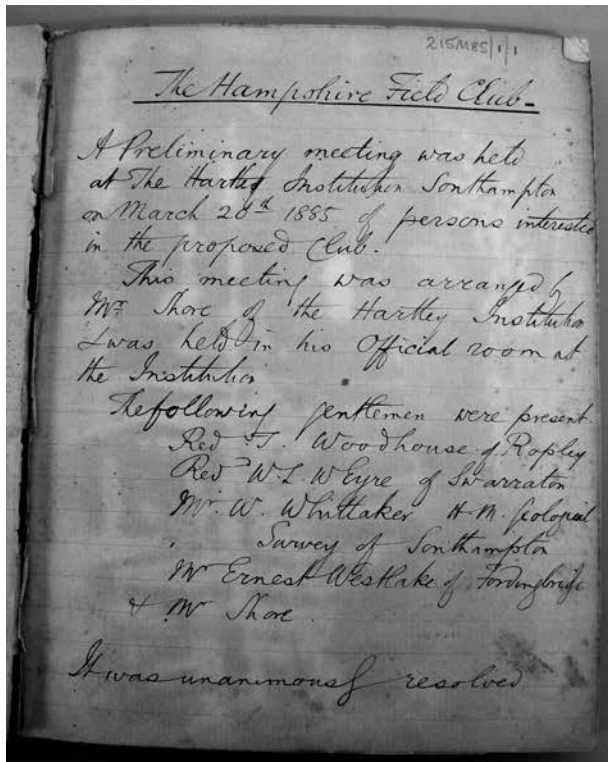 215M85/1/1
The Hampshire Field Club-
A Preliminary meeting was held
at The Hartley Institution Southampton
on March 20th 1885 of persons interested
in the proposed Club.
This meeting was arranged by
Mr. Shore of the Hartley Institution
& was held in his Official room at
the Institution
The following gentlemen were present.
Revd T. Woodhouse of Ropley
Revd W. L. W Eyre of Swarraton
Mr. W. Whittaker H. M. Geological
Survey of Southampton
Mr Ernest Westlake of Fordingbridge
& Mr Shore.
It was unanimously resolved